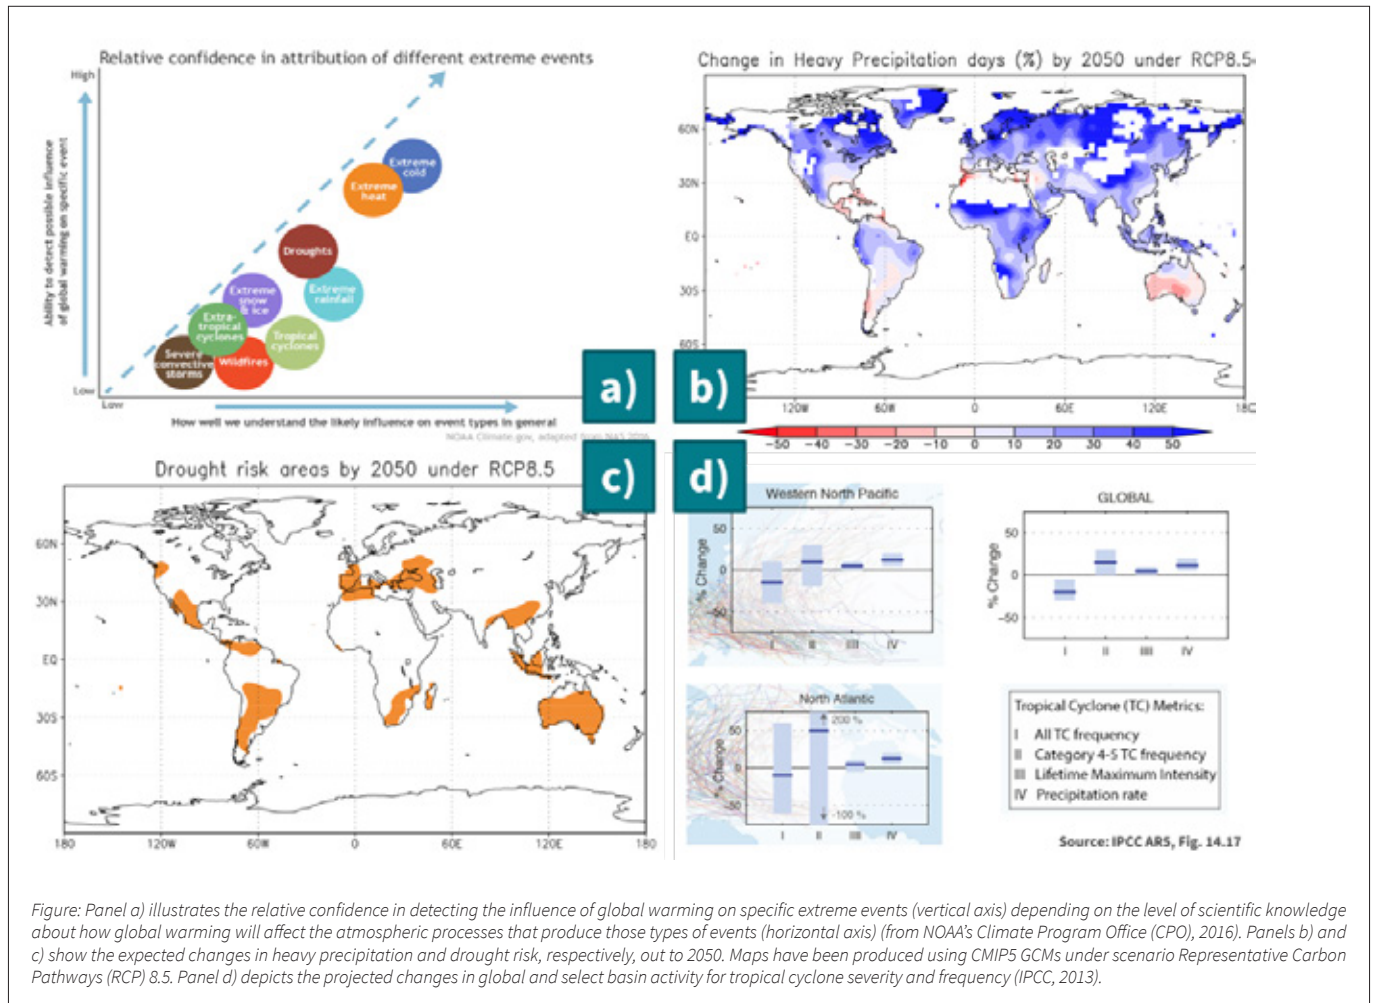 Relative confidence in attribution of different extreme events
High
Ability to detect possible influence
of global warming on specific event
Extreme
cold
Extreme
heat
Droughts
Extreme
rainfall
Extreme
snow
& ice
Extra-
tropical
cyclones
Tropical
cyclones
Severe
convective
storms
Wildfires
Low
Low
How well we understand the likely influence on event types in general
NOAA Climate.gov, adapted from NAS 2016
a)
Change in Heavy Precipitation days (%) by 2050 under RCP8.5
60N
30N
EQ
30S
60S
120W
60W
0
60E
120E
180
-50
-40
-30
-20
-10
0
10
20
30
40
50
b)
c)
Drought risk areas by 2050 under RCP8.5
60N
30N
EQ
30S
60S
180
120W
60W
0
60E
120E
180
d)
Western North Pacific
% Change
50
0
-50
I
II
III
IV
GLOBAL
% Change
50
0
-50
I
II
III
IV
North Atlantic
% Change
200 %
50
0
50
-100 %
I
II
III
IV
Tropical Cyclone (TC) Metrics:
I All TC frequency
II Category 4-5 TC frequency
III Lifetime Maximum Intensity
IV Precipitation rate
Source: IPCC AR5, Fig. 14.17
Figure: Panel a) illustrates the relative confidence in detecting the influence of global warming on specific extreme events (vertical axis) depending on the level of scientific knowledge
about how global warming will affect the atmospheric processes that produce those types of events (horizontal axis) (from NOAA's Climate Program Office (CPO), 2016). Panels b) and
c) show the expected changes in heavy precipitation and drought risk, respectively, out to 2050. Maps have been produced using CMIP5 GCMs under scenario Representative Carbon
Pathways (RCP) 8.5. Panel d) depicts the projected changes in global and select basin activity for tropical cyclone severity and frequency (IPCC, 2013).